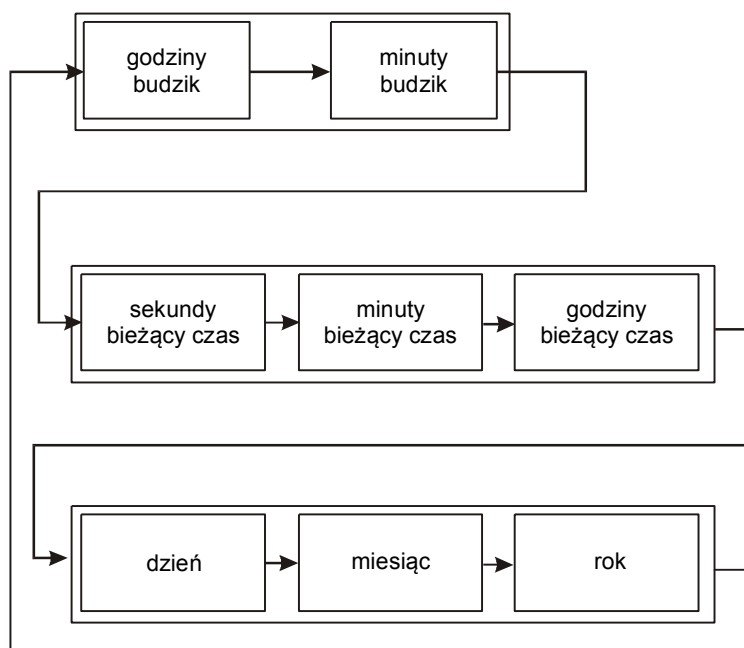 godziny
budzik
minuty
budzik
sekundy
bieżący czas
minuty
bieżący czas
godziny
bieżący czas
dzień
miesiąc
rok